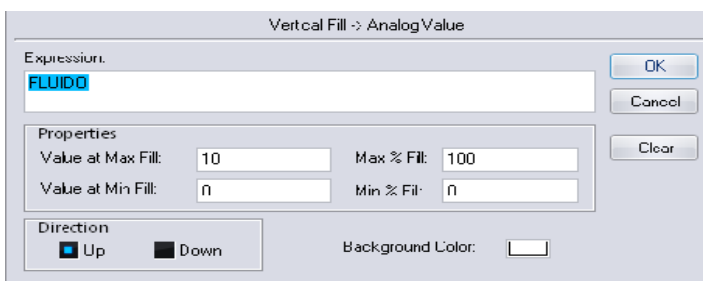 Vertical Fill -> Analog Value
Expression:
FLUIDO
OK
Cancel
Clear
Properties
Value at Max Fill: 10 Max % Fill: 100
Value at Min Fill: 0 Min % Fill: 0
Direction
Up Down
Background Color: